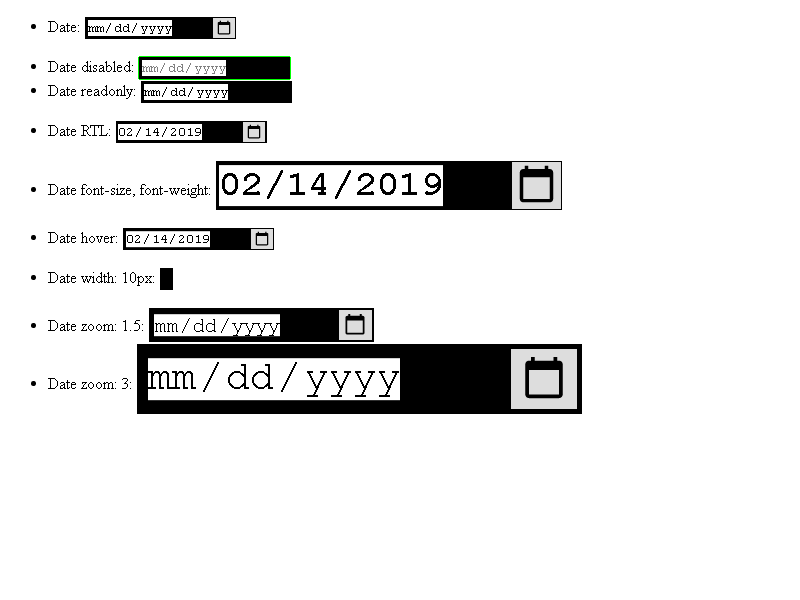 Date: mm/dd/yyyy
Date disabled: mm/dd/yyyy
Date readonly: mm/dd/yyyy
Date RTL: 02/14/2019
Date font-size, font-weight: 02/14/2019
Date hover: 02/14/2019
Date width: 10px:
Date zoom: 1.5: mm/dd/yyyy
Date zoom: 3: mm/dd/yyyy